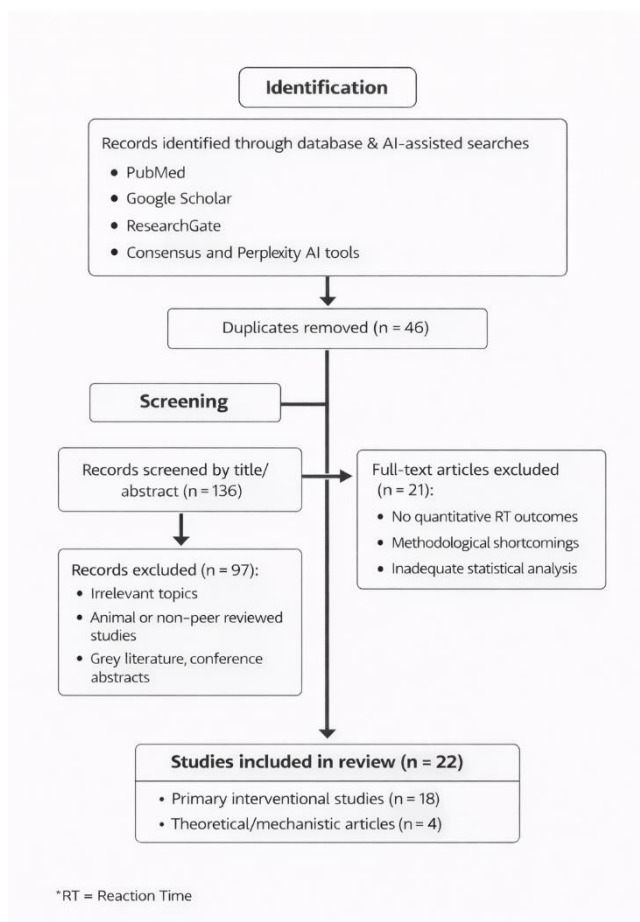 Identification
Records identified through database & AI-assisted searches
• PubMed
• Google Scholar
• ResearchGate
• Consensus and Perplexity AI tools
Duplicates removed (n = 46)
Screening
Records screened by title/
abstract (n = 136)
Full-text articles excluded
(n = 21):
• No quantitative RT outcomes
• Methodological shortcomings
• Inadequate statistical analysis
Records excluded (n = 97):
• Irrelevant topics
• Animal or non-peer reviewed
studies
• Grey literature, conference
abstracts
Studies included in review (n = 22)
• Primary interventional studies (n = 18)
• Theoretical/mechanistic articles (n = 4)
*RT = Reaction Time